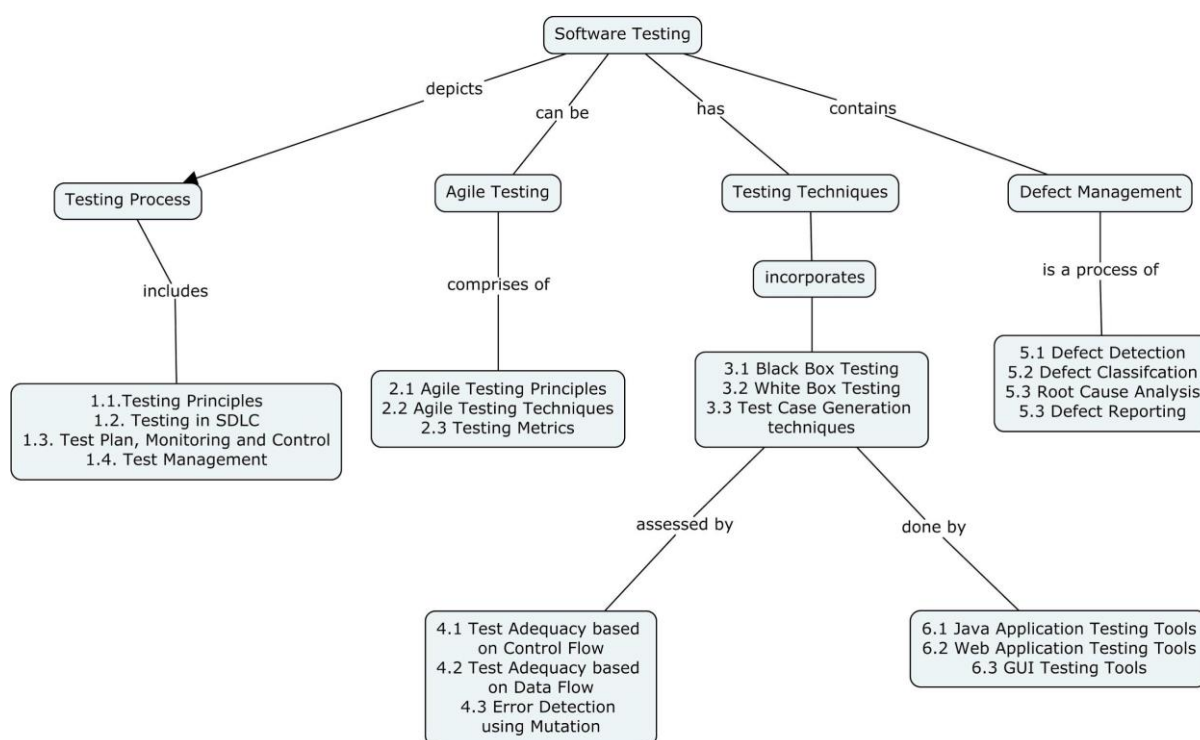 Software Testing
depicts
can be
has
contains
Testing Process
Agile Testing
Testing Techniques
Defect Management
includes
comprises of
incorporates
is a process of
1.1.Testing Principles
1.2. Testing in SDLC
1.3. Test Plan, Monitoring and Control
1.4. Test Management
2.1 Agile Testing Principles
2.2 Agile Testing Techniques
2.3 Testing Metrics
3.1 Black Box Testing
3.2 White Box Testing
3.3 Test Case Generation
techniques
5.1 Defect Detection
5.2 Defect Classifcation
5.3 Root Cause Analysis
5.3 Defect Reporting
assessed by
done by
4.1 Test Adequacy based
on Control Flow
4.2 Test Adequacy based
on Data Flow
4.3 Error Detection
using Mutation
6.1 Java Application Testing Tools
6.2 Web Application Testing Tools
6.3 GUI Testing Tools